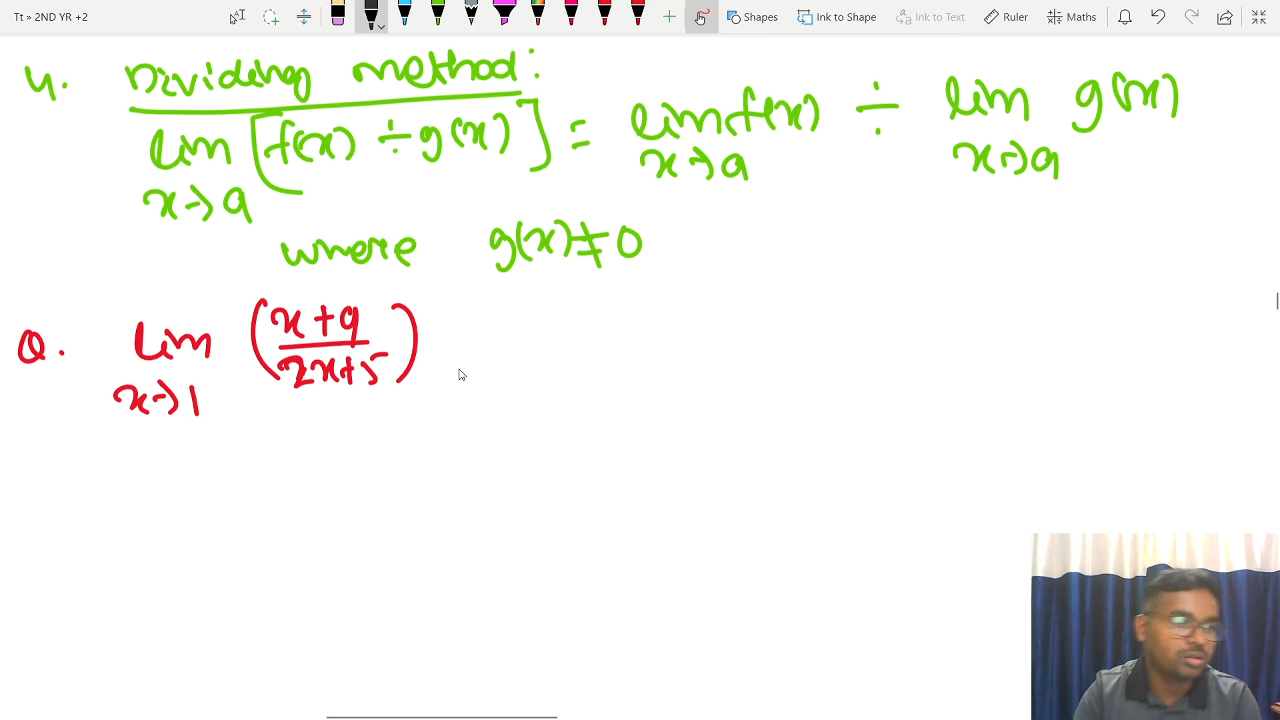 Tt » 2ND YR +2
Shapes
Ink to Shape
Ink to Text
Ruler
Maths
4. Dividing method:
lim x→a [f(x) ÷ g(x)] = lim x→a f(x) ÷ lim x→a g(x)
where g(x) ≠ 0
Q. lim x→1 (x+9 / 2x+5)